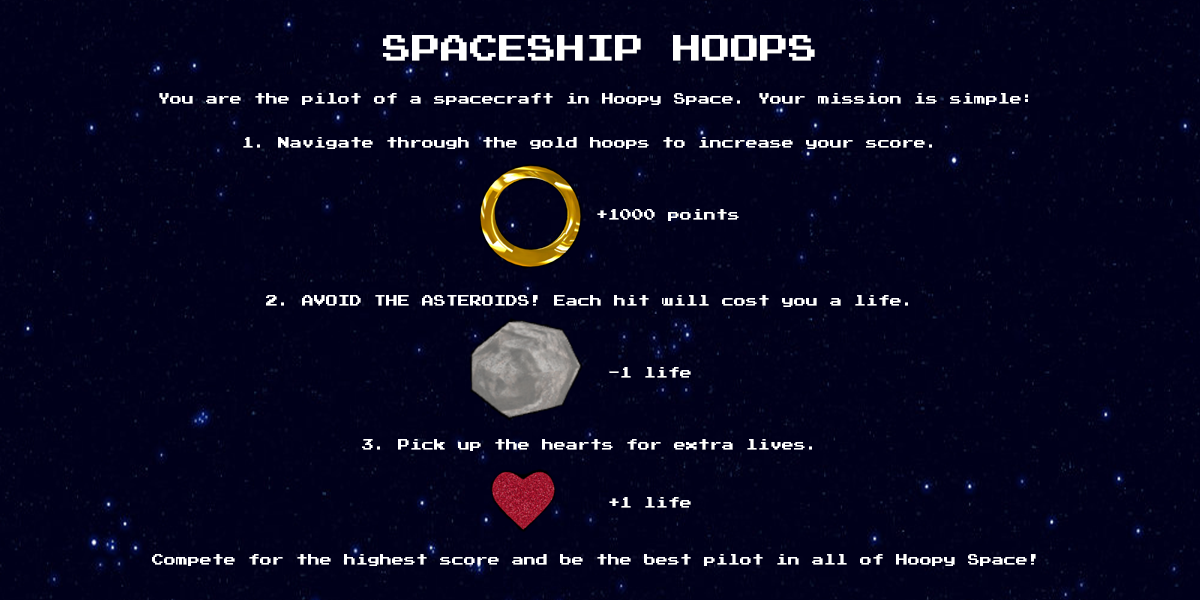 SPACESHIP HOOPS
You are the pilot of a spacecraft in Hoopy Space. Your mission is simple:
1. Navigate through the gold hoops to increase your score.
+1000 points
2. AVOID THE ASTEROIDS! Each hit will cost you a life.
-1 life
3. Pick up the hearts for extra lives.
+1 life
Compete for the highest score and be the best pilot in all of Hoopy Space!